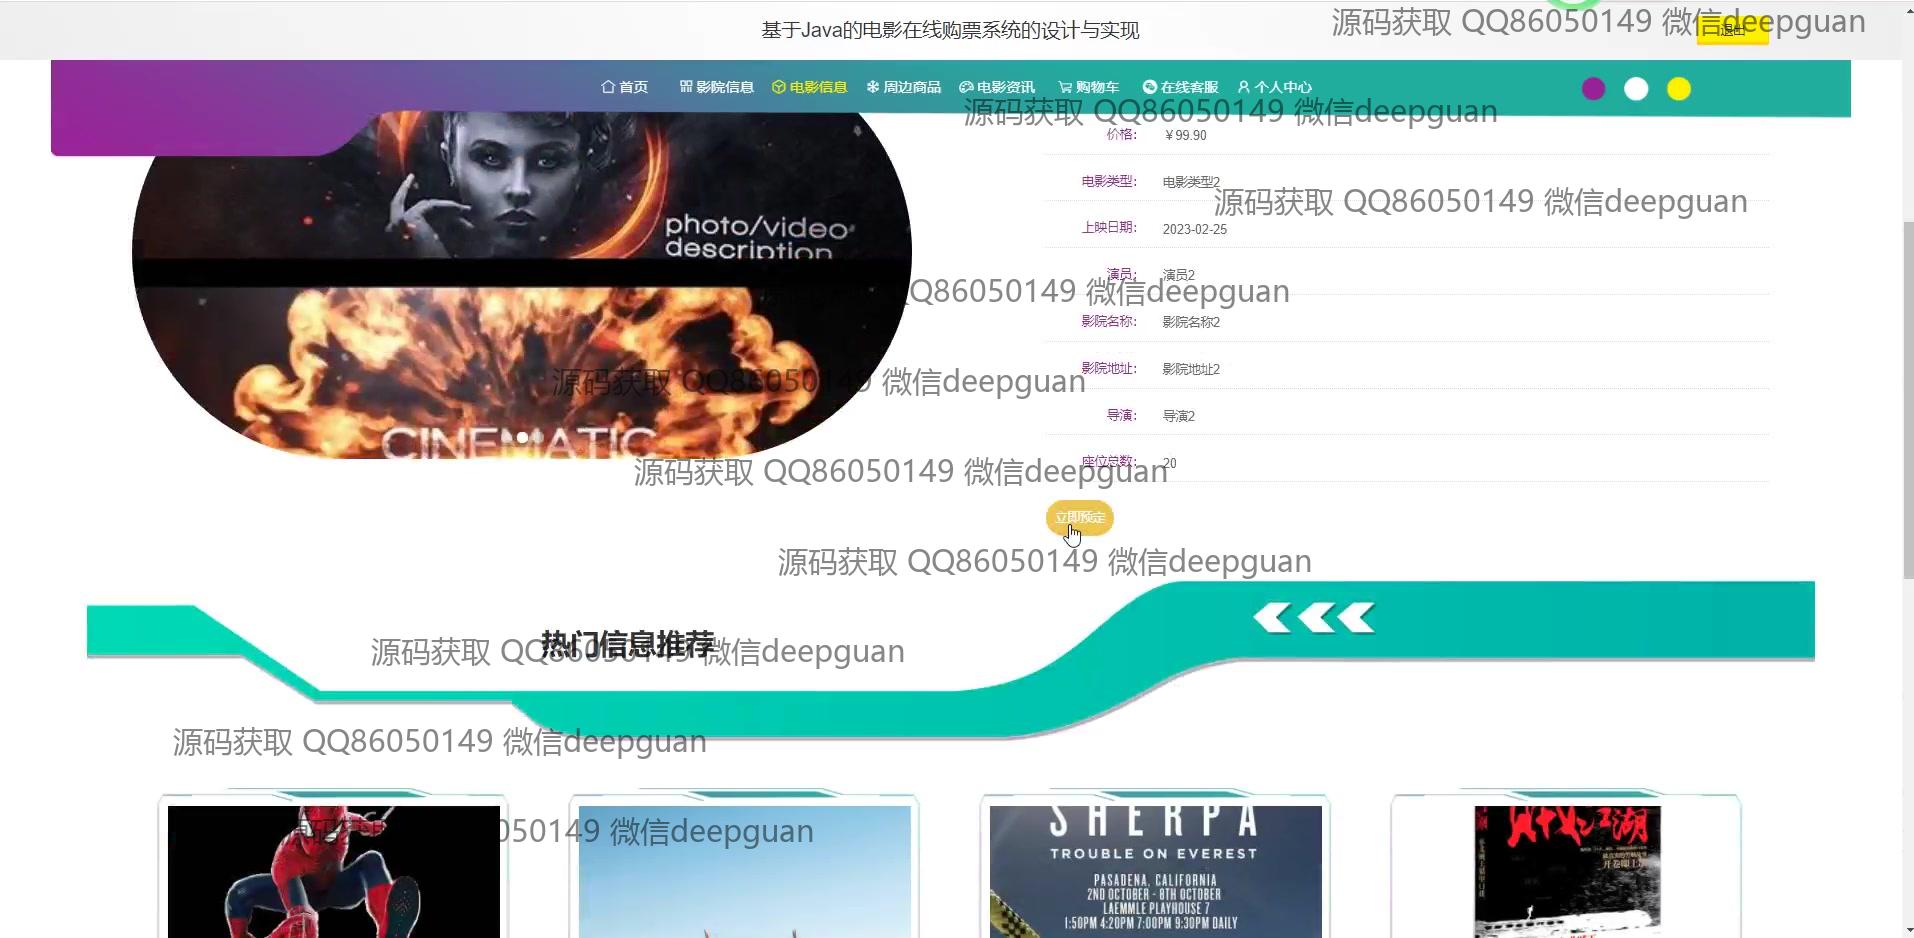 基于Java的电影在线购票系统的设计与实现
源码获取 QQ86050149 微信deepguan
退出
首页 影院信息 电影信息 周边商品 电影资讯 购物车 在线客服 个人中心
源码获取 QQ86050149 微信deepguan
价格: ¥99.90
电影类型: 电影类型2
源码获取 QQ86050149 微信deepguan
photo/video
description
上映日期: 2023-02-25
演员: 演员2
QQ86050149 微信deepguan
影院名称: 影院名称2
影院地址: 影院地址2
源码获取 QQ86050149 微信deepguan
导演: 导演2
CINEMATIC
座位总数: 20
源码获取 QQ86050149 微信deepguan
立即预定
源码获取 QQ86050149 微信deepguan
热门信息推荐
源码获取 QQ86050149 微信deepguan
源码获取 QQ86050149 微信deepguan
源码获取 050149 微信deepguan
SHERPA
TROUBLE ON EVEREST
PASADENA, CALIFORNIA
2ND OCTOBER - 8TH OCTOBER
LAEMMLE PLAYHOUSE 7
1:50PM 4:20PM 7:00PM 9:30PM DAILY